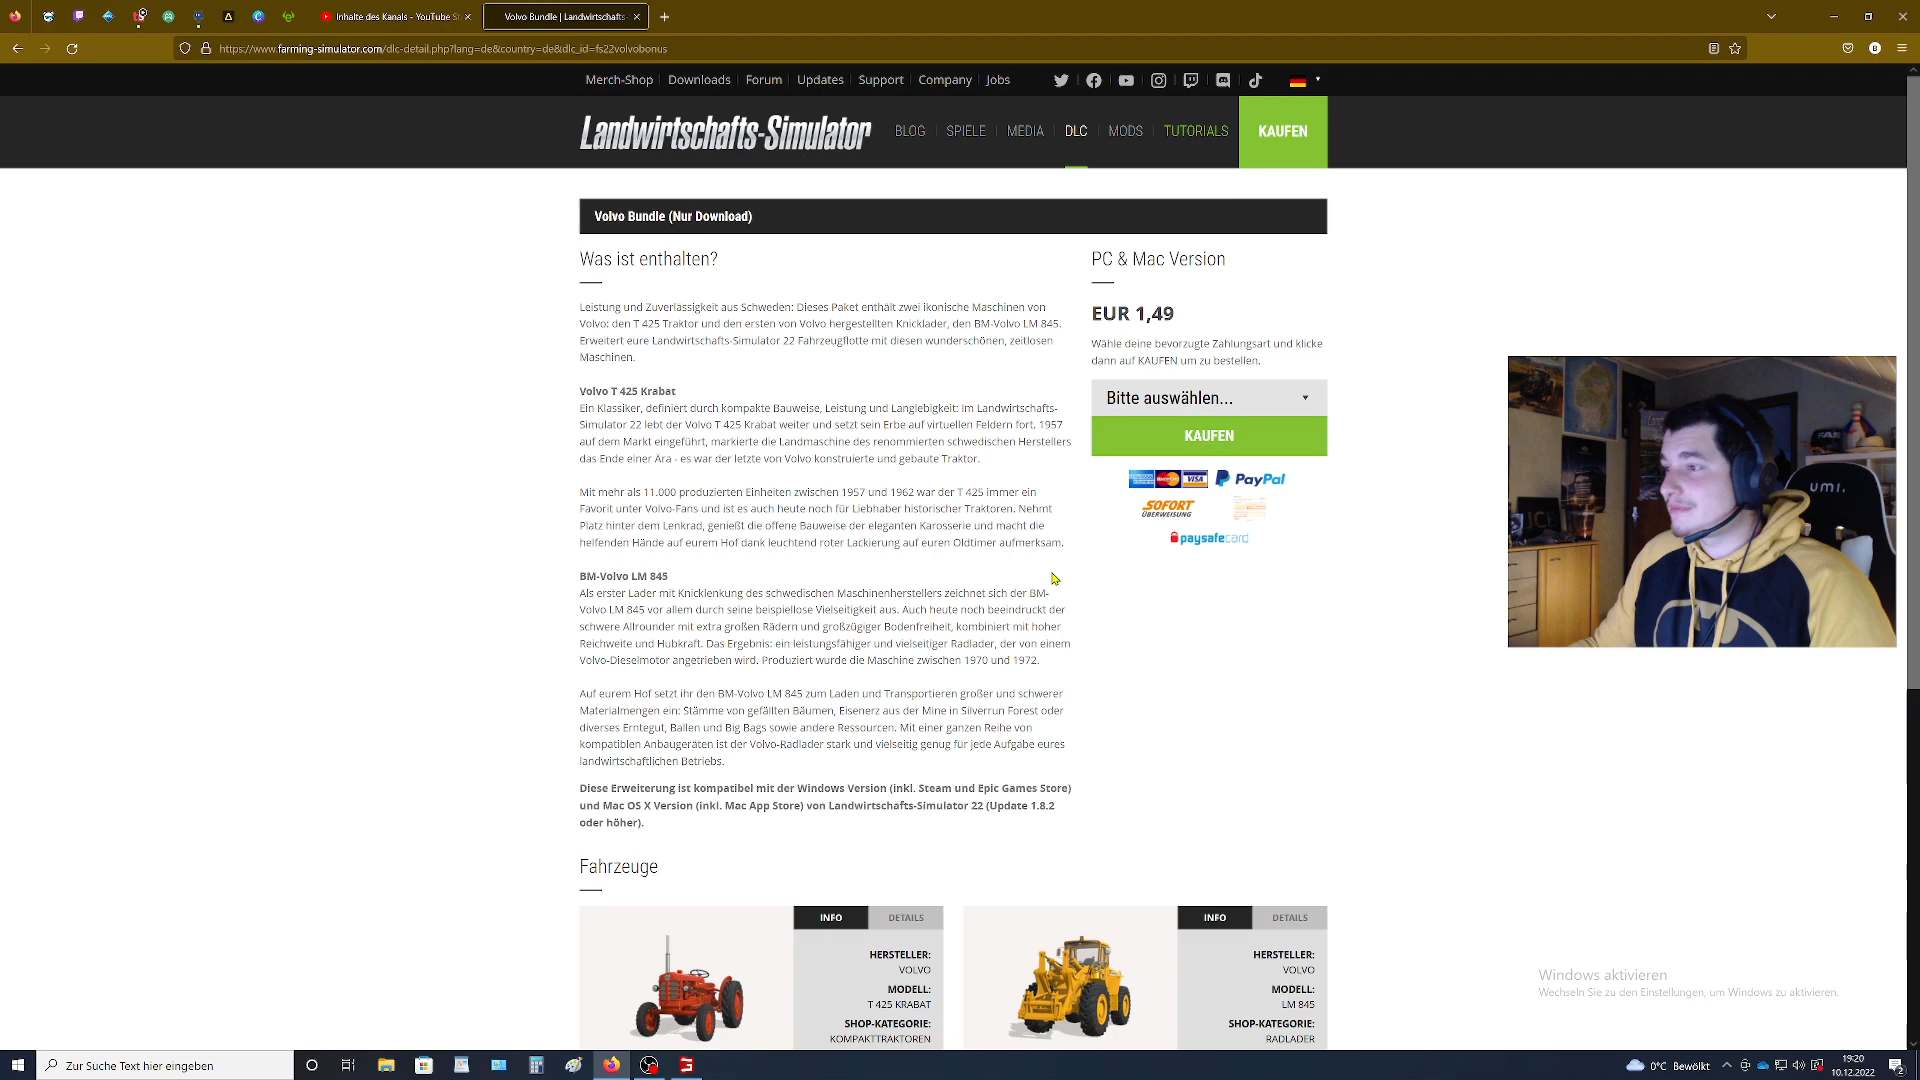 Inhalte des Kanals - YouTube St
Volvo Bundle | Landwirtschafts-
https://www.farming-simulator.com/dlc-detail.php?lang=de&country=de&dlc_id=fs22volvobonus
Merch-Shop Downloads Forum Updates Support Company Jobs
Landwirtschafts-Simulator BLOG SPIELE MEDIA DLC MODS TUTORIALS KAUFEN
Volvo Bundle (Nur Download)
Was ist enthalten?
Leistung und Zuverlässigkeit aus Schweden: Dieses Paket enthält zwei ikonische Maschinen von
Volvo: den T 425 Traktor und den ersten von Volvo hergestellten Knicklader, den BM-Volvo LM 845.
Erweitert eure Landwirtschafts-Simulator 22 Fahrzeugflotte mit diesen wunderschönen, zeitlosen
Maschinen.
Volvo T 425 Krabat
Ein Klassiker, definiert durch kompakte Bauweise, Leistung und Langlebigkeit: Im Landwirtschafts-
Simulator 22 lebt der Volvo T 425 Krabat weiter und setzt sein Erbe auf virtuellen Feldern fort. 1957
auf dem Markt eingeführt, markierte die Landmaschine des renommierten schwedischen Herstellers
das Ende einer Ära - es war der letzte von Volvo konstruierte und gebaute Traktor.
Mit mehr als 11.000 produzierten Einheiten zwischen 1957 und 1962 war der T 425 immer ein
Favorit unter Volvo-Fans und ist es auch heute noch für Liebhaber historischer Traktoren. Nehmt
Platz hinter dem Lenkrad, genießt die offene Bauweise der eleganten Karosserie und macht die
helfenden Hände auf eurem Hof dank leuchtend roter Lackierung auf euren Oldtimer aufmerksam.
BM-Volvo LM 845
Als erster Lader mit Knicklenkung des schwedischen Maschinenherstellers zeichnet sich der BM-
Volvo LM 845 vor allem durch seine beispiellose Vielseitigkeit aus. Auch heute noch beeindruckt der
schwere Allrounder mit extra großen Rädern und großzügiger Bodenfreiheit, kombiniert mit hoher
Reichweite und Hubkraft. Das Ergebnis: ein leistungsfähiger und vielseitiger Radlader, der von einem
Volvo-Dieselmotor angetrieben wird. Produziert wurde die Maschine zwischen 1970 und 1972.
Auf eurem Hof setzt ihr den BM-Volvo LM 845 zum Laden und Transportieren großer und schwerer
Materialmengen ein: Stämme von gefällten Bäumen, Eisenerz aus der Mine in Silverrun Forest oder
diverses Erntegut, Ballen und Big Bags sowie andere Ressourcen. Mit einer ganzen Reihe von
kompatiblen Anbaugeräten ist der Volvo-Radlader stark und vielseitig genug für jede Aufgabe eures
landwirtschaftlichen Betriebs.
Diese Erweiterung ist kompatibel mit der Windows Version (inkl. Steam und Epic Games Store)
und Mac OS X Version (inkl. Mac App Store) von Landwirtschafts-Simulator 22 (Update 1.8.2
oder höher).
PC & Mac Version
EUR 1,49
Wähle deine bevorzugte Zahlungsart und klicke
dann auf KAUFEN um zu bestellen.
Bitte auswählen...
KAUFEN
MasterCard VISA PayPal
SOFORT
ÜBERWEISUNG
paysafecard
umi.
Fahrzeuge
INFO DETAILS
HERSTELLER:
VOLVO
MODELL:
T 425 KRABAT
SHOP-KATEGORIE:
KOMPAKTTRAKTOREN
INFO DETAILS
HERSTELLER:
VOLVO
MODELL:
LM 845
SHOP-KATEGORIE:
RADLADER
Windows aktivieren
Wechseln Sie zu den Einstellungen, um Windows zu aktivieren.
Zur Suche Text hier eingeben
0°C Bewölkt
19:20
10.12.2022
2